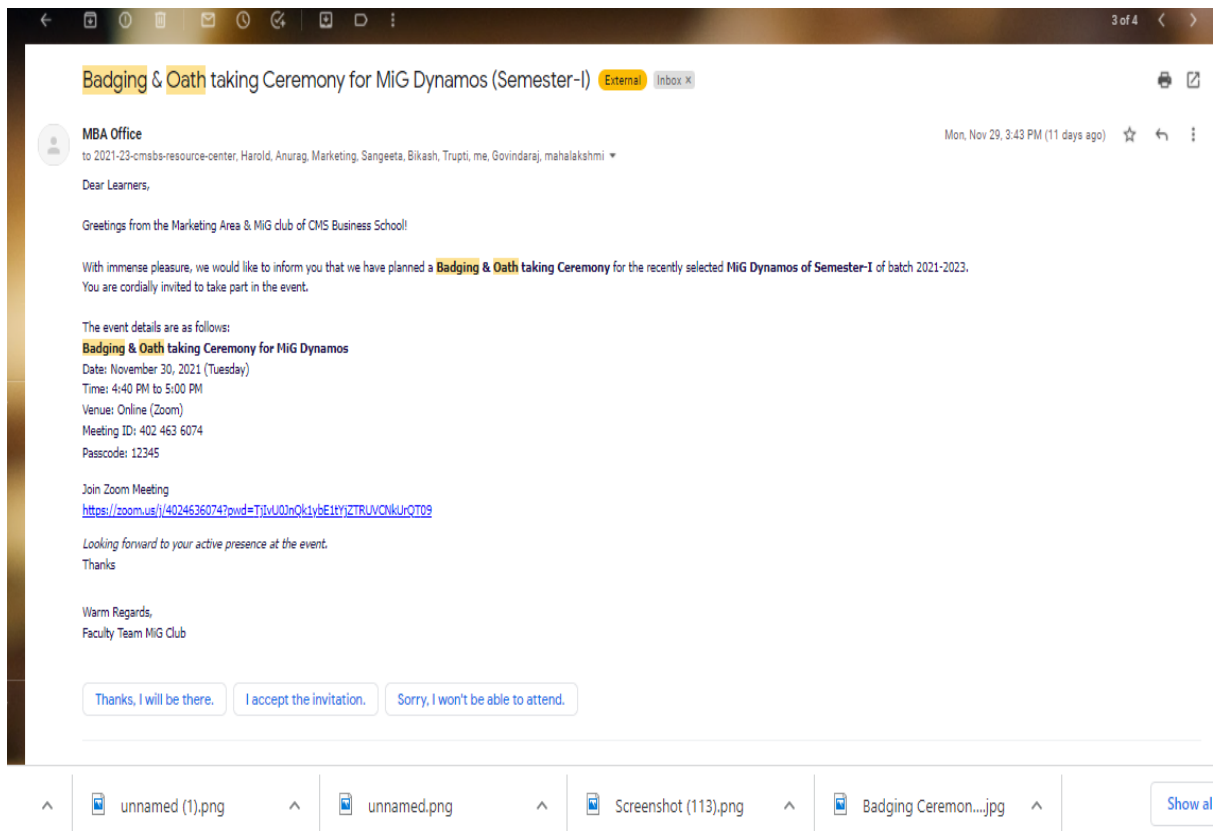 3 of 4
Badging & Oath taking Ceremony for MiG Dynamos (Semester-I) External Inbox x
MBA Office
Mon, Nov 29, 3:43 PM (11 days ago)
to 2021-23-cmsbs-resource-center, Harold, Anurag, Marketing, Sangeeta, Bikash, Trupti, me, Govindaraj, mahalakshmi
Dear Learners,
Greetings from the Marketing Area & MiG club of CMS Business School!
With immense pleasure, we would like to inform you that we have planned a Badging & Oath taking Ceremony for the recently selected MiG Dynamos of Semester-I of batch 2021-2023.
You are cordially invited to take part in the event.
The event details are as follows:
Badging & Oath taking Ceremony for MiG Dynamos
Date: November 30, 2021 (Tuesday)
Time: 4:40 PM to 5:00 PM
Venue: Online (Zoom)
Meeting ID: 402 463 6074
Passcode: 12345
Join Zoom Meeting
https://zoom.us/j/4024636074?pwd=TjIvU0JnQk1ybE1tYjZTRUVCNkUrQT09
Looking forward to your active presence at the event.
Thanks
Warm Regards,
Faculty Team MiG Club
Thanks, I will be there. I accept the invitation. Sorry, I won't be able to attend.
unnamed (1).png unnamed.png Screenshot (113).png Badging Ceremon....jpg Show al